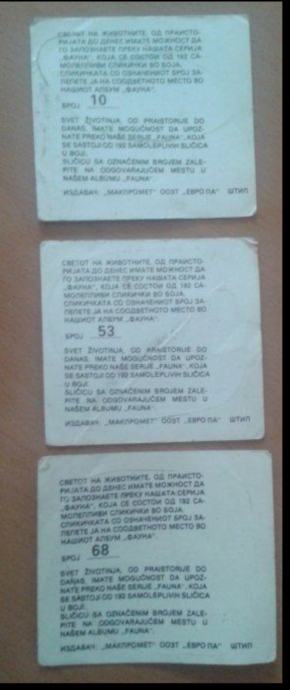 СВЕТОТ НА ЖИВОТНИТЕ, ОД ПРАИСТО-
РИЈАТА ДО ДЕНЕС ИМАТЕ МОЖНОСТ ДА
ГО ЗАПОЗНАЕТЕ ПРЕКУ НАШАТА СЕРИЈА
„ФАУНА“, КОЈА СЕ СОСТОИ ОД 192 СА-
МОЛЕПЛИВИ СЛИКИЧКИ ВО БОЈА.
СЛИКИЧКАТА СО ОЗНАЧЕНИОТ БРОЈ ЗА-
ЛЕПЕТЕ ЈА НА СООДВЕТНОТО МЕСТО ВО
НАШИОТ АЛБУМ „ФАУНА“.
БРОЈ 10
SVET ŽIVOTINJA, OD PRAISTORIJE DO
DANAS, IMATE MOGUĆNOST DA UPOZ-
NATE PREKO NAŠE SERIJE „FAUNA“, KOJA
SE SASTOJI OD 192 SAMOLEPLIVIH SLIČICA
U BOJI.
SLIČICU SA OZNAČENIM BROJEM ZALE-
PITE NA ODGOVARAJUĆEM MESTU U
NAŠEM ALBUMU „FAUNA“
ИЗДАВАЧ: „МАКПРОМЕТ“ ООЗТ „ЕВРОПА“ ШТИП
СВЕТОТ НА ЖИВОТНИТЕ, ОД ПРАИСТО-
РИЈАТА ДО ДЕНЕС ИМАТЕ МОЖНОСТ ДА
ГО ЗАПОЗНАЕТЕ ПРЕКУ НАШАТА СЕРИЈА
„ФАУНА“, КОЈА СЕ СОСТОИ ОД 192 СА-
МОЛЕПЛИВИ СЛИКИЧКИ ВО БОЈА.
СЛИКИЧКАТА СО ОЗНАЧЕНИОТ БРОЈ ЗА-
ЛЕПЕТЕ ЈА НА СООДВЕТНОТО МЕСТО ВО
НАШИОТ АЛБУМ „ФАУНА“.
БРОЈ 53
SVET ŽIVOTINJA, OD PRAISTORIJE DO
DANAS, IMATE MOGUĆNOST DA UPOZ-
NATE PREKO NAŠE SERIJE „FAUNA“, KOJA
SE SASTOJI OD 192 SAMOLEPLIVIH SLIČICA
U BOJI.
SLIČICU SA OZNAČENIM BROJEM ZALE-
PITE NA ODGOVARAJUĆEM MESTU U
NAŠEM ALBUMU „FAUNA“
ИЗДАВАЧ: „МАКПРОМЕТ“ ООЗТ „ЕВРОПА“ ШТИП
СВЕТОТ НА ЖИВОТНИТЕ, ОД ПРАИСТО-
РИЈАТА ДО ДЕНЕС ИМАТЕ МОЖНОСТ ДА
ГО ЗАПОЗНАЕТЕ ПРЕКУ НАШАТА СЕРИЈА
„ФАУНА“, КОЈА СЕ СОСТОИ ОД 192 СА-
МОЛЕПЛИВИ СЛИКИЧКИ ВО БОЈА.
СЛИКИЧКАТА СО ОЗНАЧЕНИОТ БРОЈ ЗА-
ЛЕПЕТЕ ЈА НА СООДВЕТНОТО МЕСТО ВО
НАШИОТ АЛБУМ „ФАУНА“.
БРОЈ 68
SVET ŽIVOTINJA, OD PRAISTORIJE DO
DANAS, IMATE MOGUĆNOST DA UPOZ-
NATE PREKO NAŠE SERIJE „FAUNA“, KOJA
SE SASTOJI OD 192 SAMOLEPLIVIH SLIČICA
U BOJI.
SLIČICU SA OZNAČENIM BROJEM ZALE-
PITE NA ODGOVARAJUĆEM MESTU U
NAŠEM ALBUMU „FAUNA“
ИЗДАВАЧ: „МАКПРОМЕТ“ ООЗТ „ЕВРОПА“ ШТИП